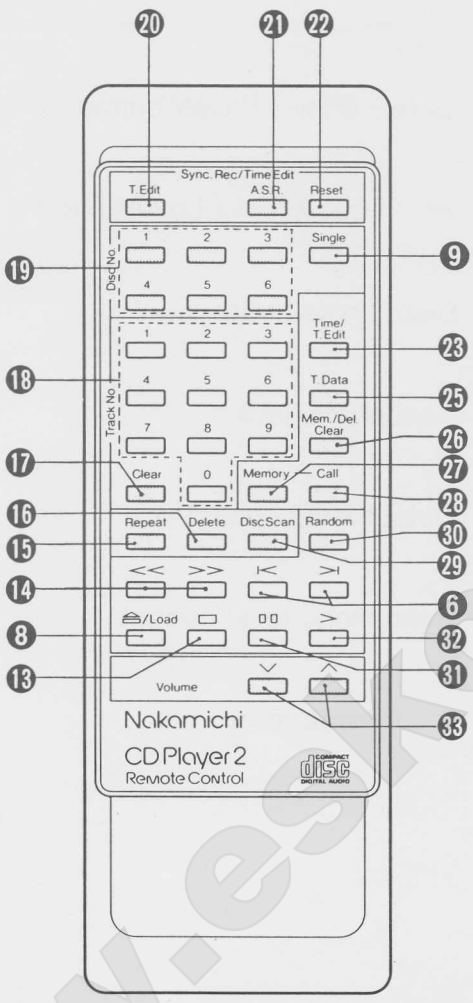 20 21 22
Sync. Rec/Time Edit
T.Edit A.S.R. Reset
1 2 3 Single
9
19
Disc No.
4 5 6
1 2 3 Time/
T.Edit
23
18
Track No.
4 5 6 T.Data
25
7 8 9 Mem./Del.
Clear
26
17
Clear 0 Memory Call
27
28
16
Repeat Delete DiscScan Random
15
30
29
<< >> |< >|
14
6
8
/Load >
32
13
31
Volume
33
Nakamichi
CD Player 2
Remote Control
COMPACT
disc
DIGITAL AUDIO